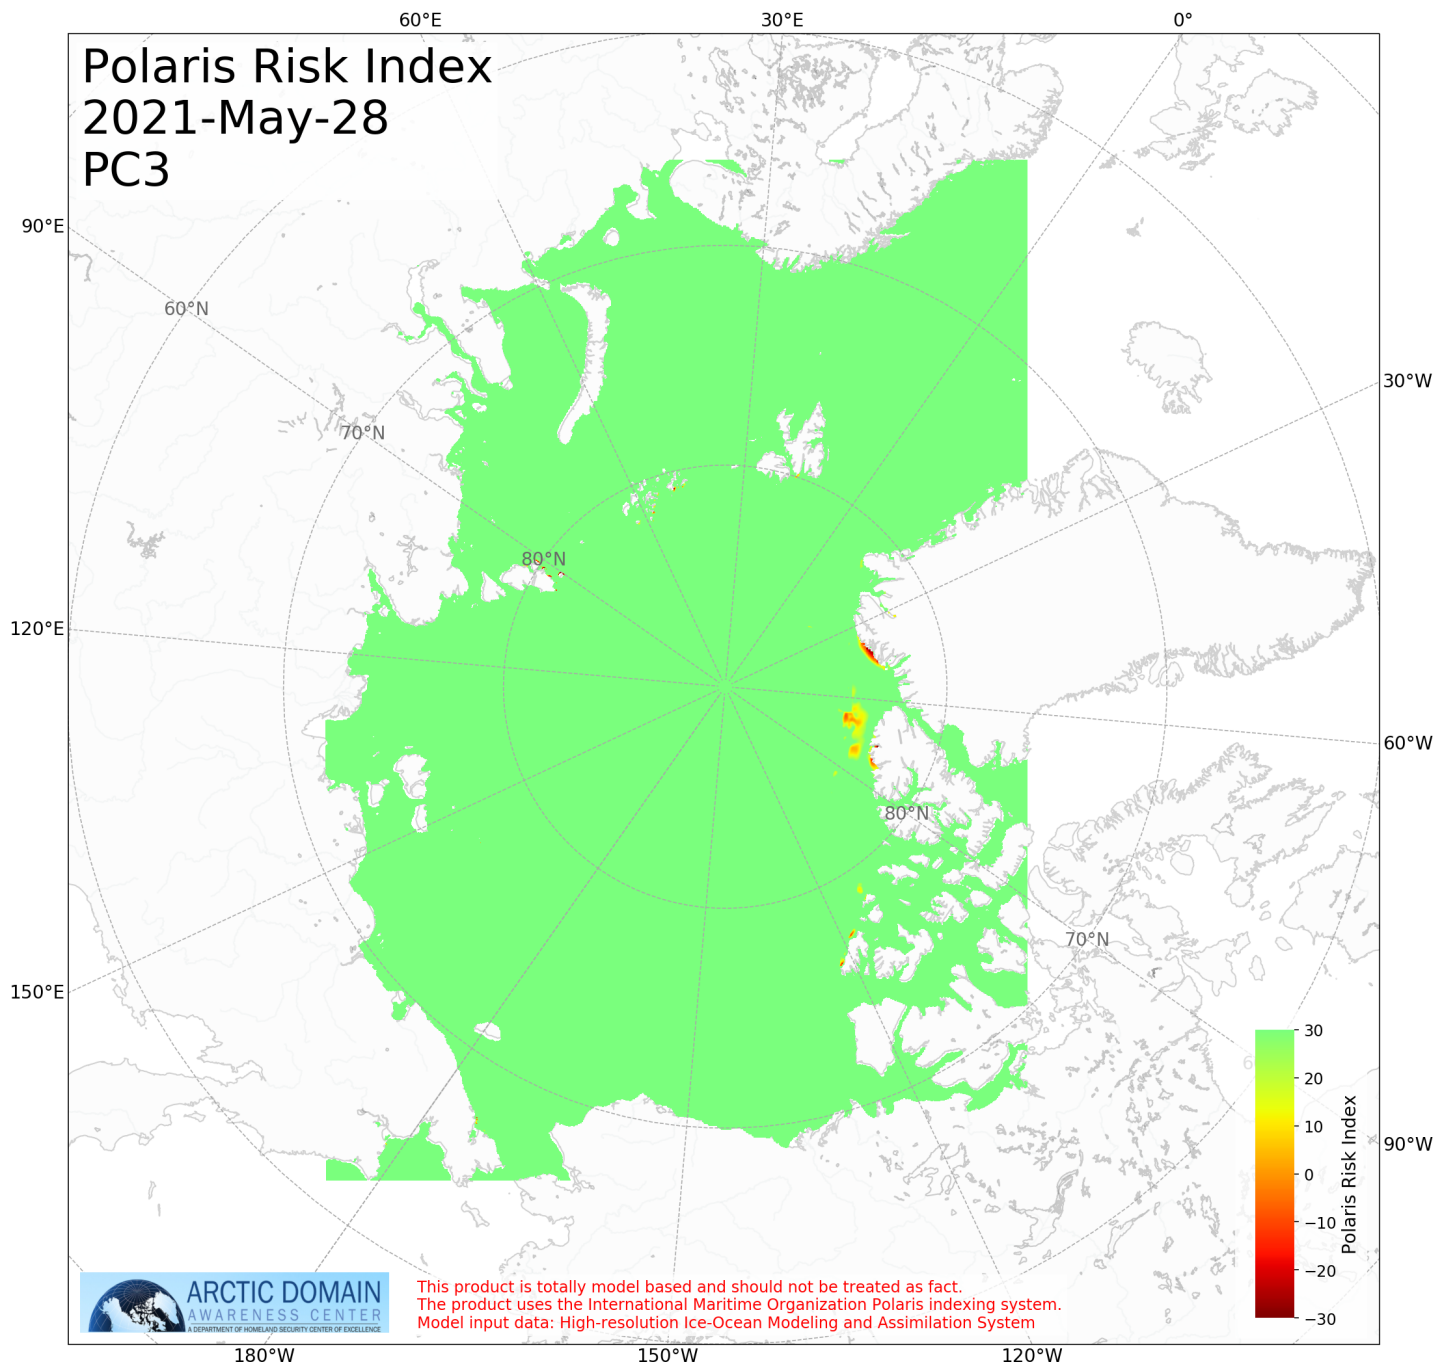 60°E
30°E
0°
Polaris Risk Index
2021-May-28
PC3
90°E
60°N
30°W
70°N
80°N
120°E
60°W
80°N
70°N
150°E
30
20
10
0
−10
−20
−30
Polaris Risk Index
90°W
ARCTIC DOMAIN
AWARENESS CENTER
A DEPARTMENT OF HOMELAND SECURITY CENTER OF EXCELLENCE
This product is totally model based and should not be treated as fact.
The product uses the International Maritime Organization Polaris indexing system.
Model input data: High-resolution Ice-Ocean Modeling and Assimilation System
180°W
150°W
120°W